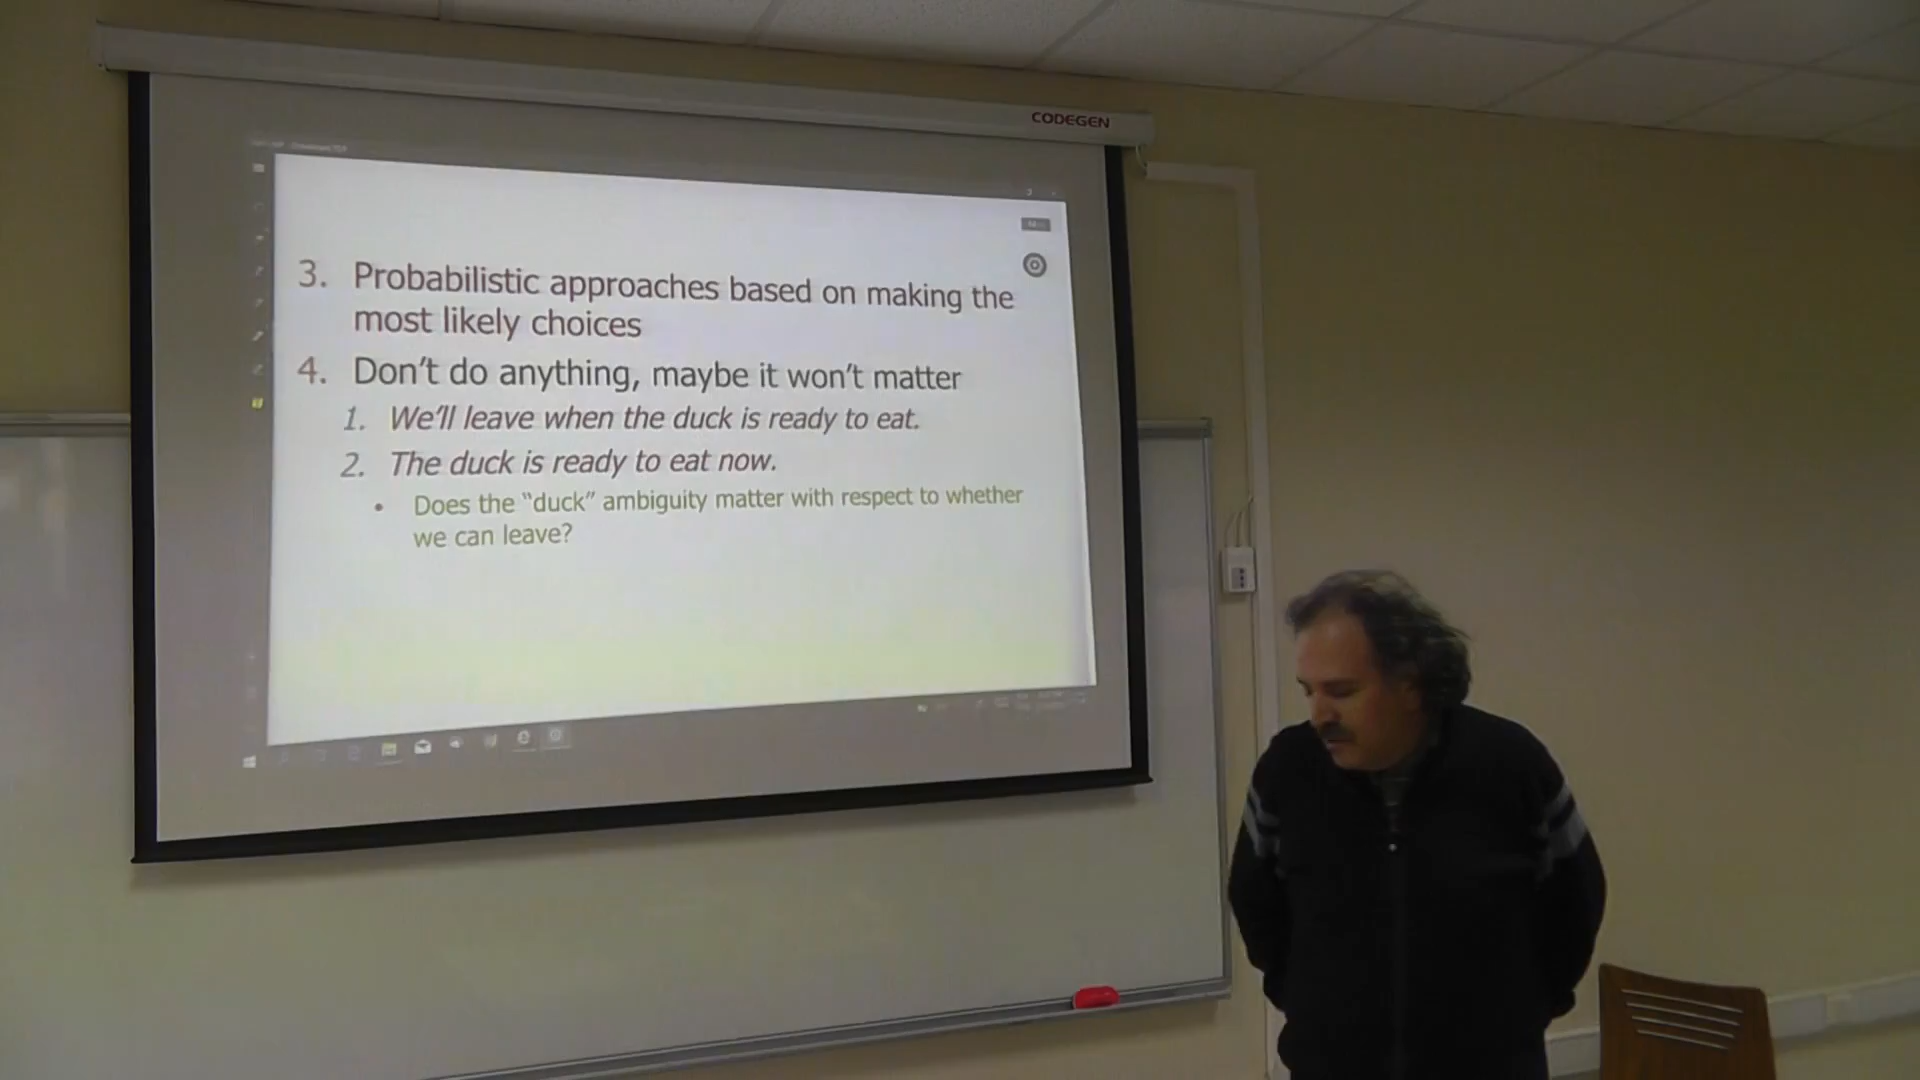 CODEGEN
3. Probabilistic approaches based on making the
most likely choices
4. Don't do anything, maybe it won't matter
1. We'll leave when the duck is ready to eat.
2. The duck is ready to eat now.
• Does the “duck” ambiguity matter with respect to whether
we can leave?